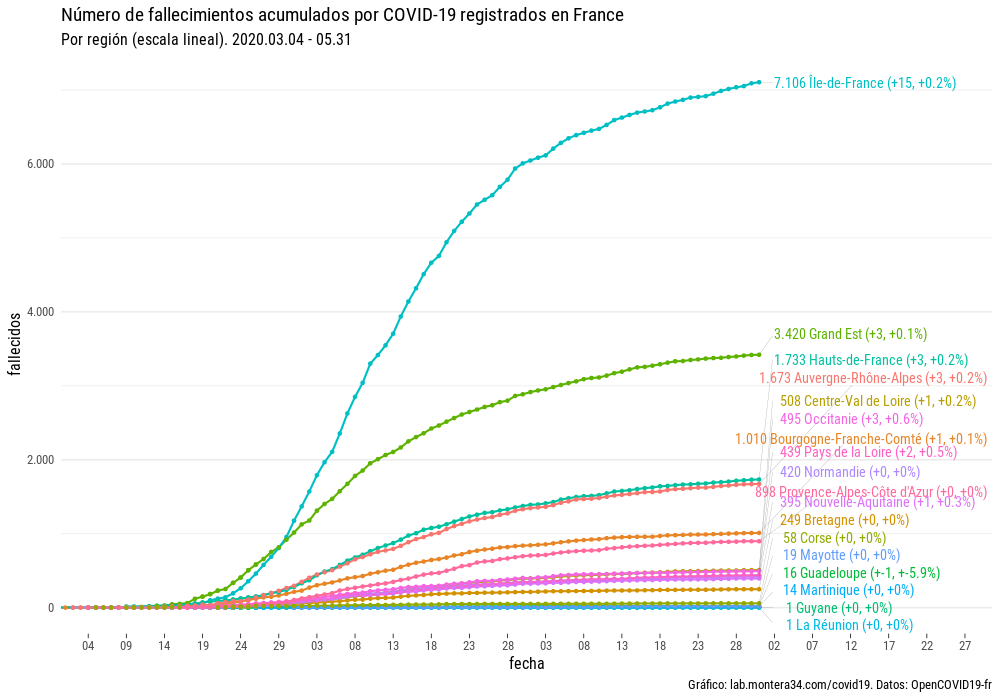 Número de fallecimientos acumulados por COVID-19 registrados en France
Por región (escala lineal). 2020.03.04 - 05.31
7.106 Île-de-France (+15, +0.2%)
6.000
4.000
3.420 Grand Est (+3, +0.1%)
1.733 Hauts-de-France (+3, +0.2%)
1.673 Auvergne-Rhône-Alpes (+3, +0.2%)
508 Centre-Val de Loire (+1, +0.2%)
495 Occitanie (+3, +0.6%)
1.010 Bourgogne-Franche-Comté (+1, +0.1%)
439 Pays de la Loire (+2, +0.5%)
2.000
420 Normandie (+0, +0%)
898 Provence-Alpes-Côte d'Azur (+0, +0%)
395 Nouvelle-Aquitaine (+1, +0.3%)
249 Bretagne (+0, +0%)
58 Corse (+0, +0%)
19 Mayotte (+0, +0%)
16 Guadeloupe (+-1, +-5.9%)
14 Martinique (+0, +0%)
1 Guyane (+0, +0%)
0
1 La Réunion (+0, +0%)
fallecidos
04 09 14 19 24 29 03 08 13 18 23 28 03 08 13 18 23 28 02 07 12 17 22 27
fecha
Gráfico: lab.montera34.com/covid19. Datos: OpenCOVID19-fr